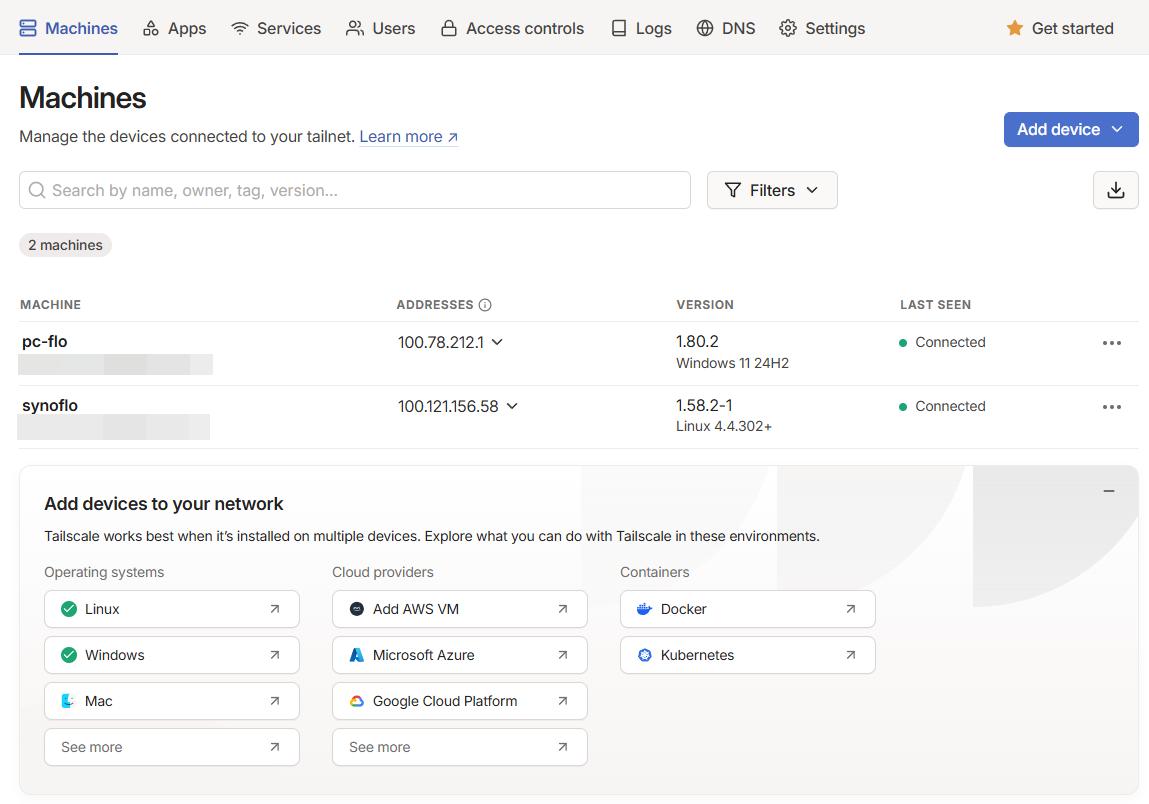 Machines Apps Services Users Access controls Logs DNS Settings Get started
Machines
Manage the devices connected to your tailnet. Learn more ↗
Add device
Search by name, owner, tag, version...
Filters
2 machines
MACHINE ADDRESSES VERSION LAST SEEN
pc-flo 100.78.212.1 1.80.2 Connected
Windows 11 24H2
synoflo 100.121.156.58 1.58.2-1 Connected
Linux 4.4.302+
Add devices to your network
Tailscale works best when it’s installed on multiple devices. Explore what you can do with Tailscale in these environments.
Operating systems Cloud providers Containers
Linux Add AWS VM Docker
Windows Microsoft Azure Kubernetes
Mac Google Cloud Platform
See more See more